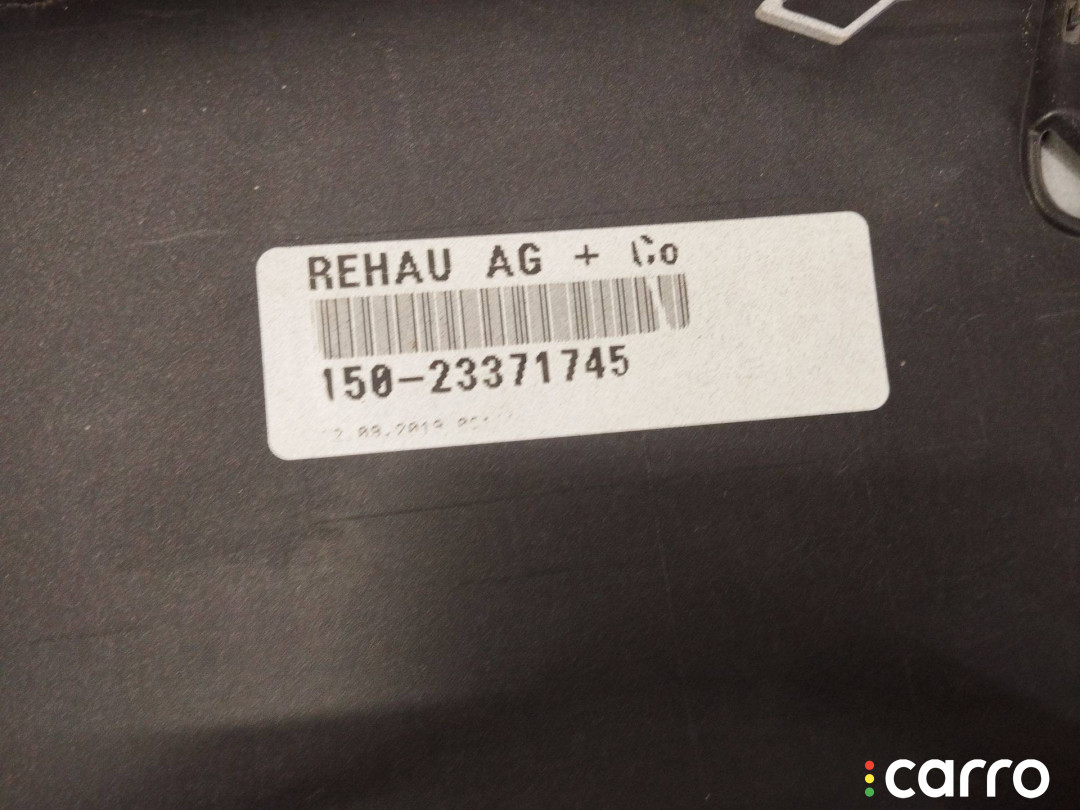 REHAU AG + Co
150-23371745
carro